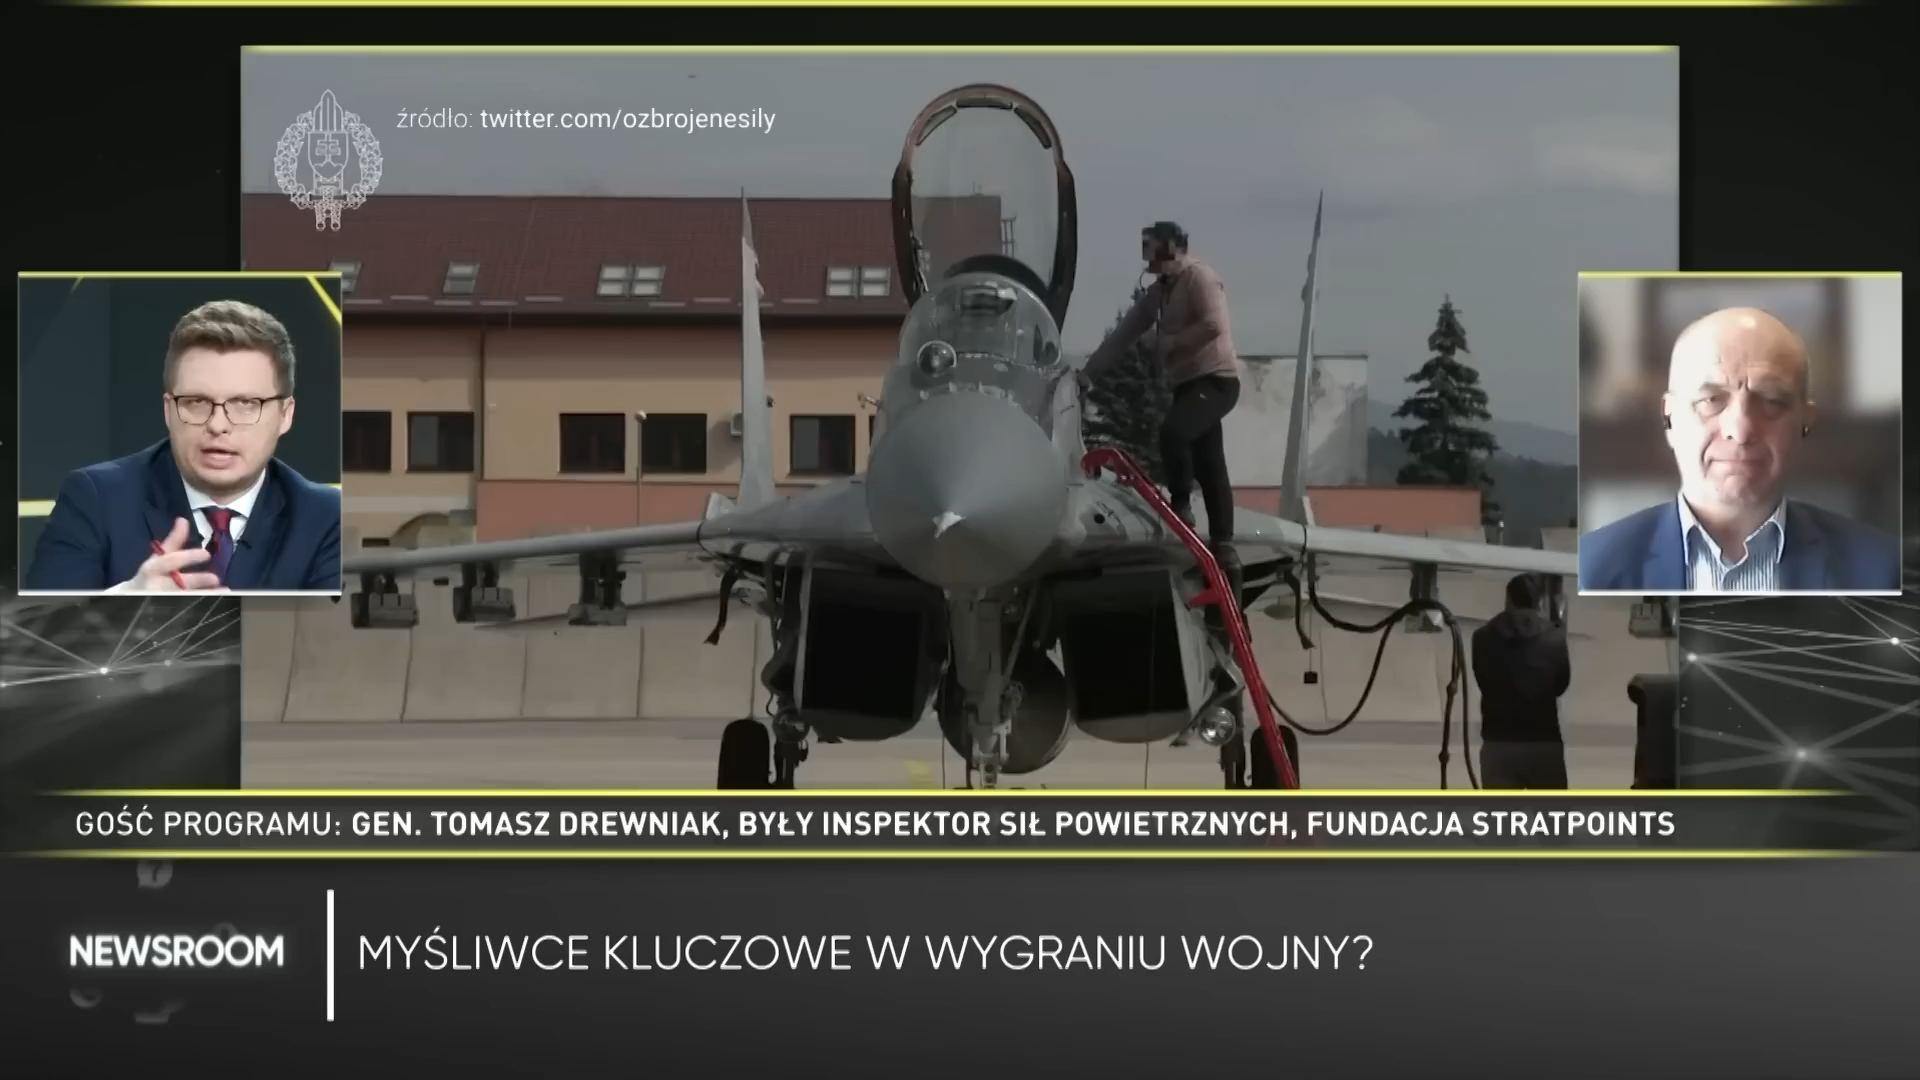 źródło: twitter.com/ozbrojenesily
GOŚĆ PROGRAMU: GEN. TOMASZ DREWNIAK, BYŁY INSPEKTOR SIŁ POWIETRZNYCH, FUNDACJA STRATPOINTS
NEWSROOM
MYŚLIWCE KLUCZOWE W WYGRANIU WOJNY?